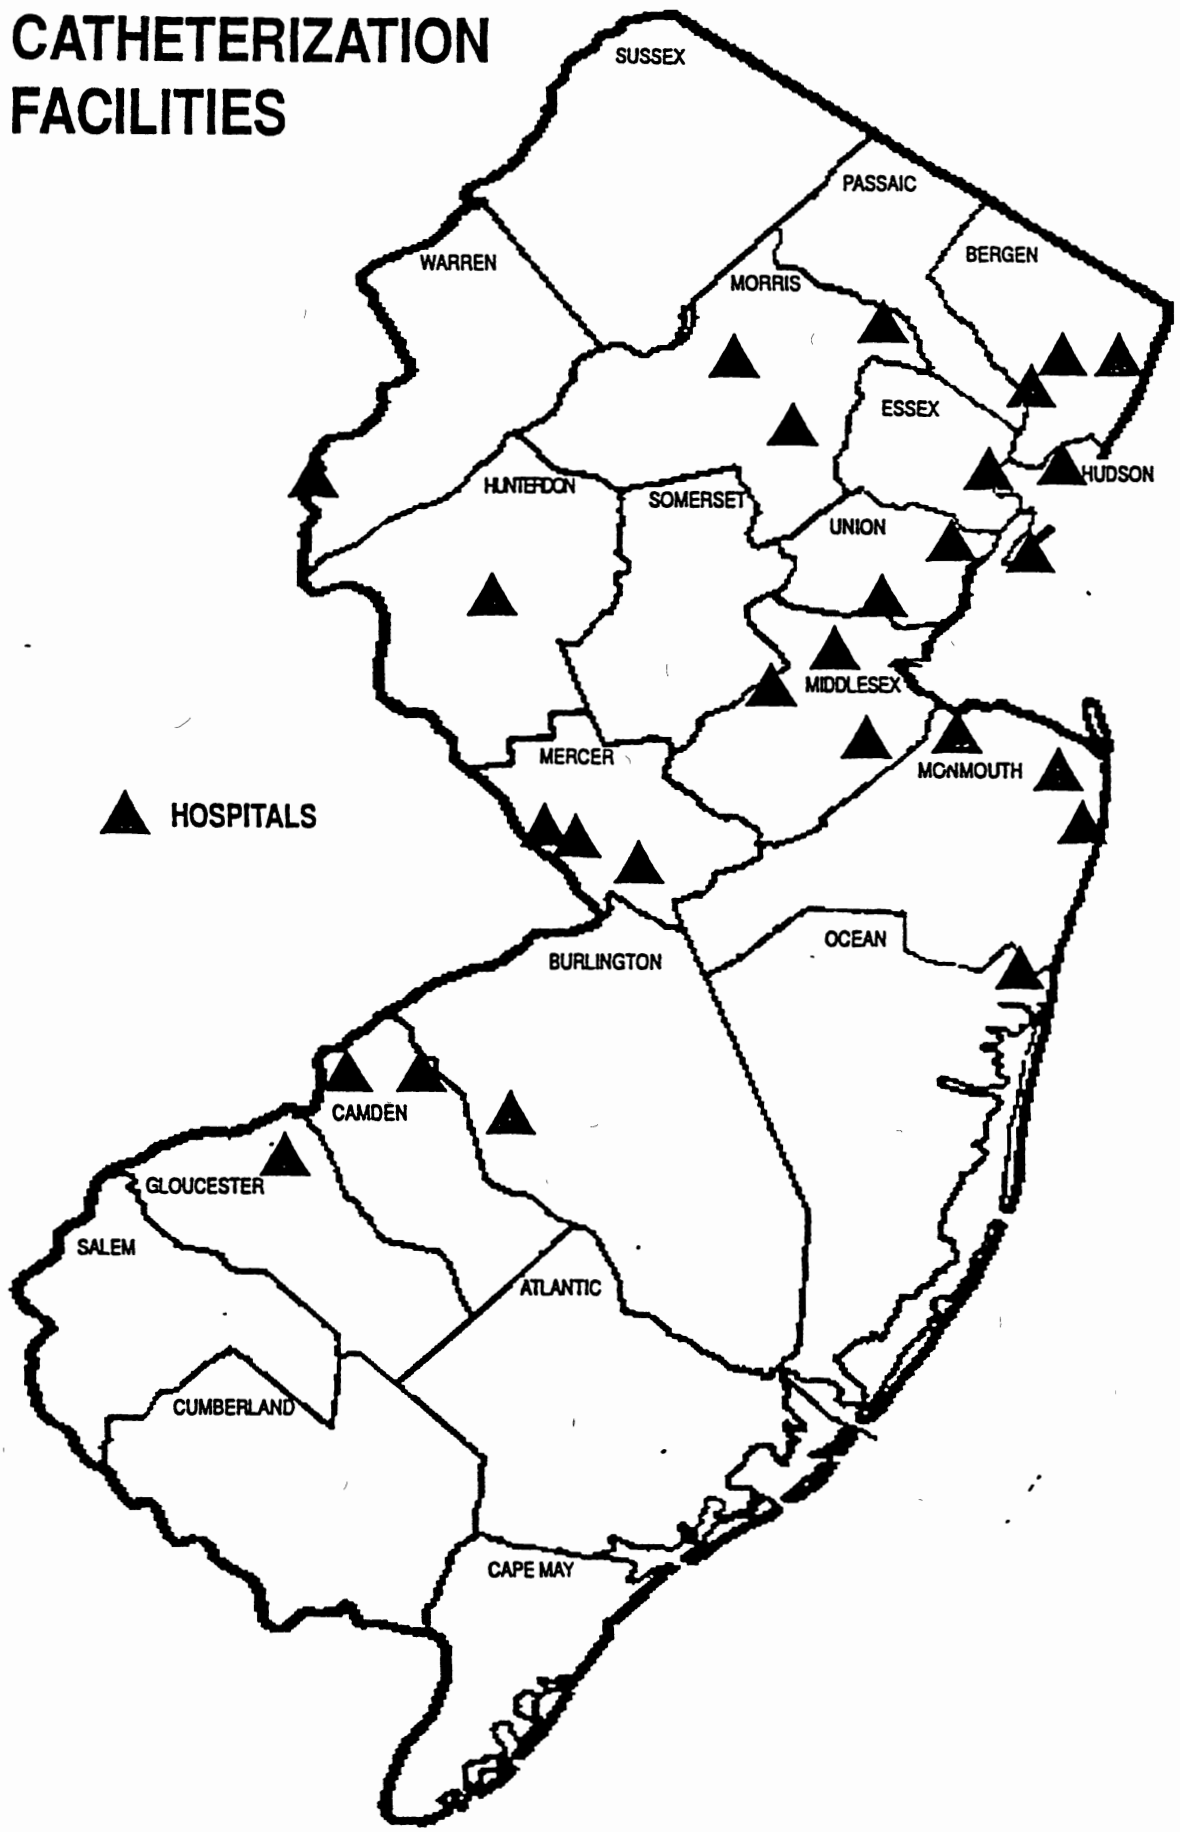 CATHETERIZATION
FACILITIES
SUSSEX
PASSAIC
BERGEN
WARREN
MORRIS
ESSEX
HUDSON
HUNTERDON
SOMERSET
UNION
MIDDLESEX
MERCER
MONMOUTH
HOSPITALS
OCEAN
BURLINGTON
CAMDEN
GLOUCESTER
SALEM
ATLANTIC
CUMBERLAND
CAPE MAY